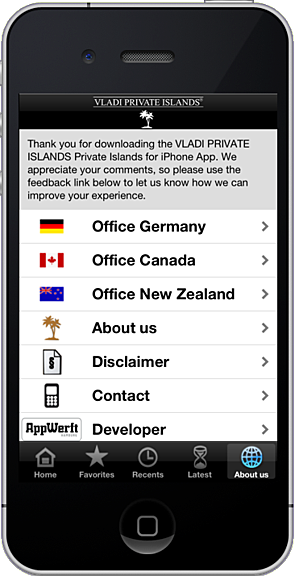 VLADI PRIVATE ISLANDS
Thank you for downloading the VLADI PRIVATE
ISLANDS Private Islands for iPhone App. We
appreciate your comments, so please use the
feedback link below to let us know how we can
improve your experience.
Office Germany
Office Canada
Office New Zealand
About us
§ Disclaimer
Contact
AppWerft Developer
Home Favorites Recents Latest About us